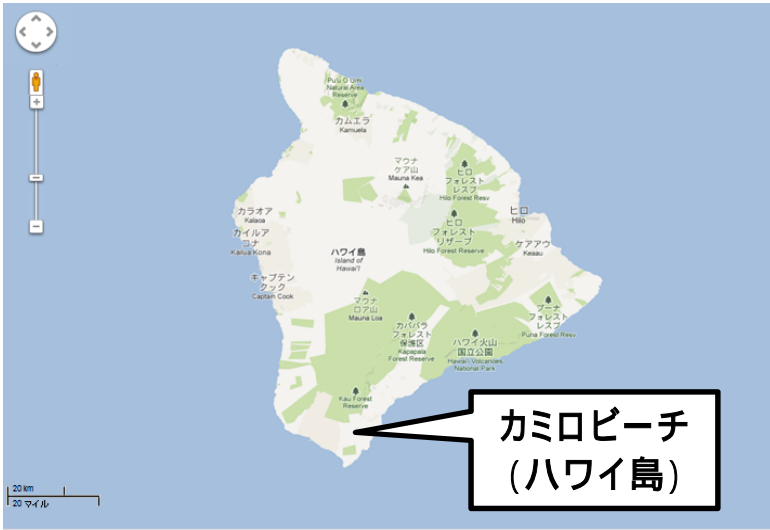 Pu'u O Umi
Natural Area
Reserve
カムエラ
Kamuela
マウナ
ケア山
Mauna Kea
ヒロ
フォレスト
レスブ
Hilo Forest Resv
カラオア
Kalaoa
カイルア
コナ
Kailua Kona
ヒロ
フォレスト
リザーブ
Hilo Forest Reserve
ヒロ
Hilo
ケアアウ
Keaau
ハワイ島
Island of
Hawai'i
キャプテン
クック
Captain Cook
マウナ
ロア山
Mauna Loa
カパパラ
フォレスト
保護区
Kapapala
Forest Reserve
ハワイ火山
国立公園
Hawai'i Volcanoes
National Park
プーナ
フォレスト
レスブ
Puna Forest Resv
Kau Forest
Reserve
カミロビーチ
(ハワイ島)
20 km
20 マイル